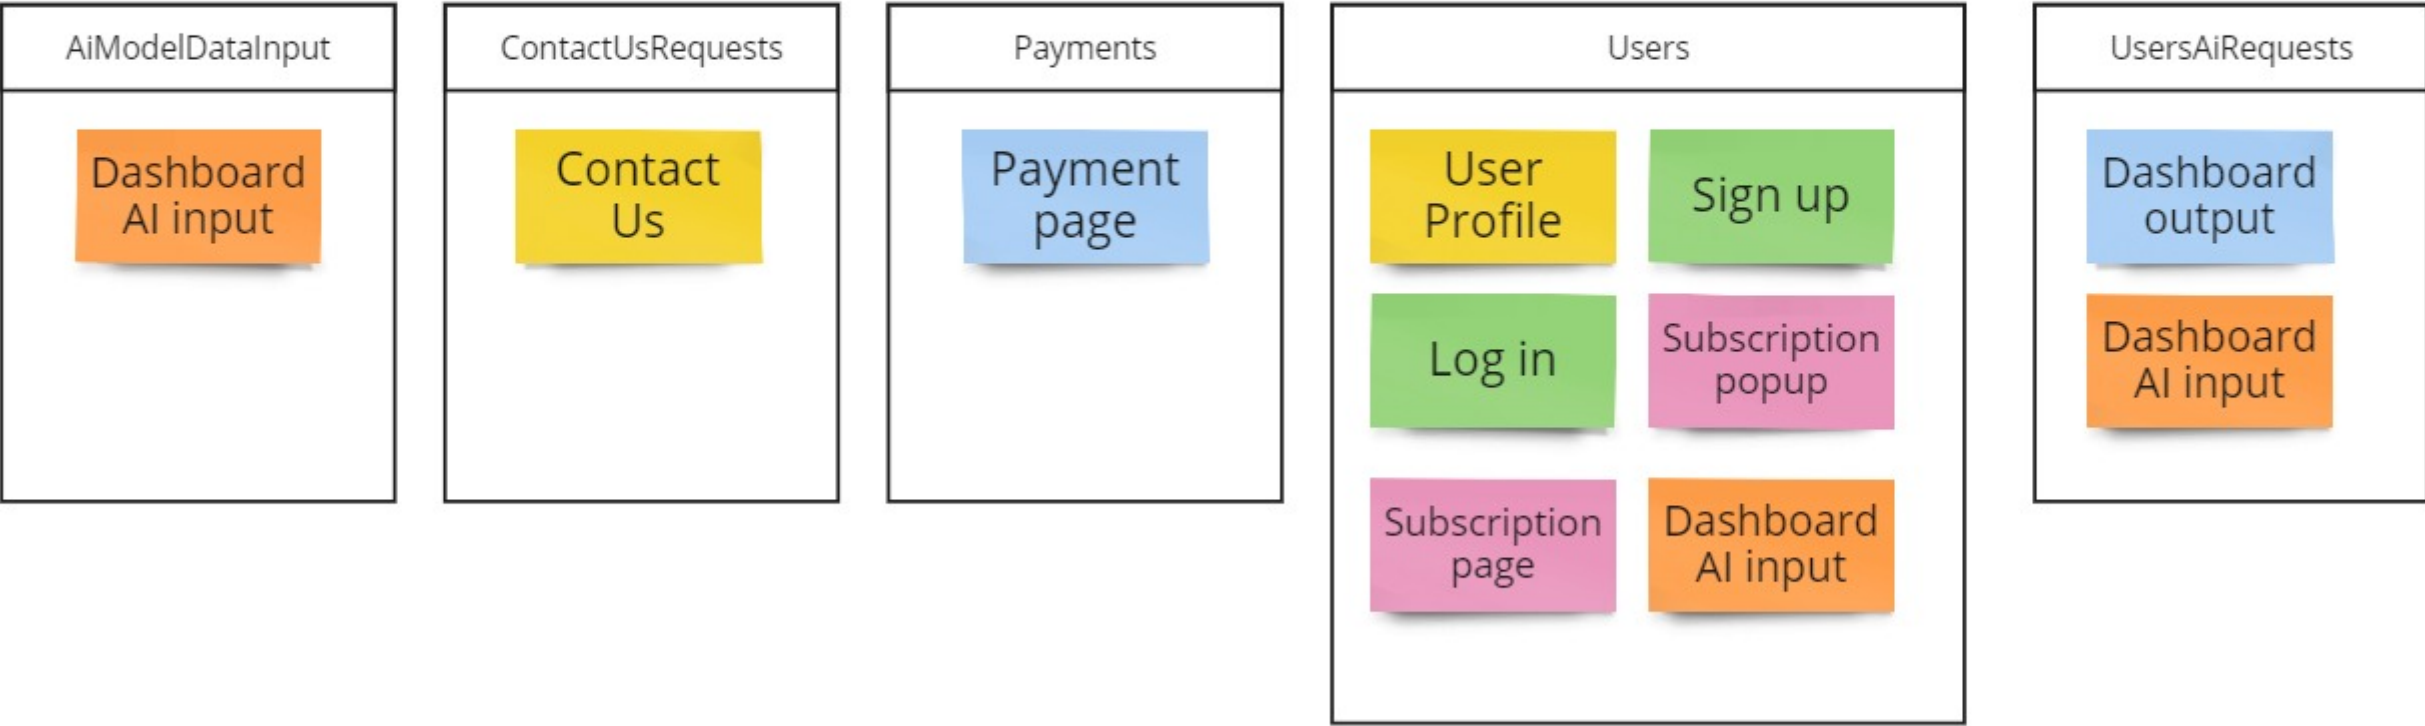 AiModelDataInput
Dashboard
AI input
ContactUsRequests
Contact
Us
Payments
Payment
page
Users
User
Profile
Sign up
Log in
Subscription
popup
Subscription
page
Dashboard
AI input
UsersAiRequests
Dashboard
output
Dashboard
AI input